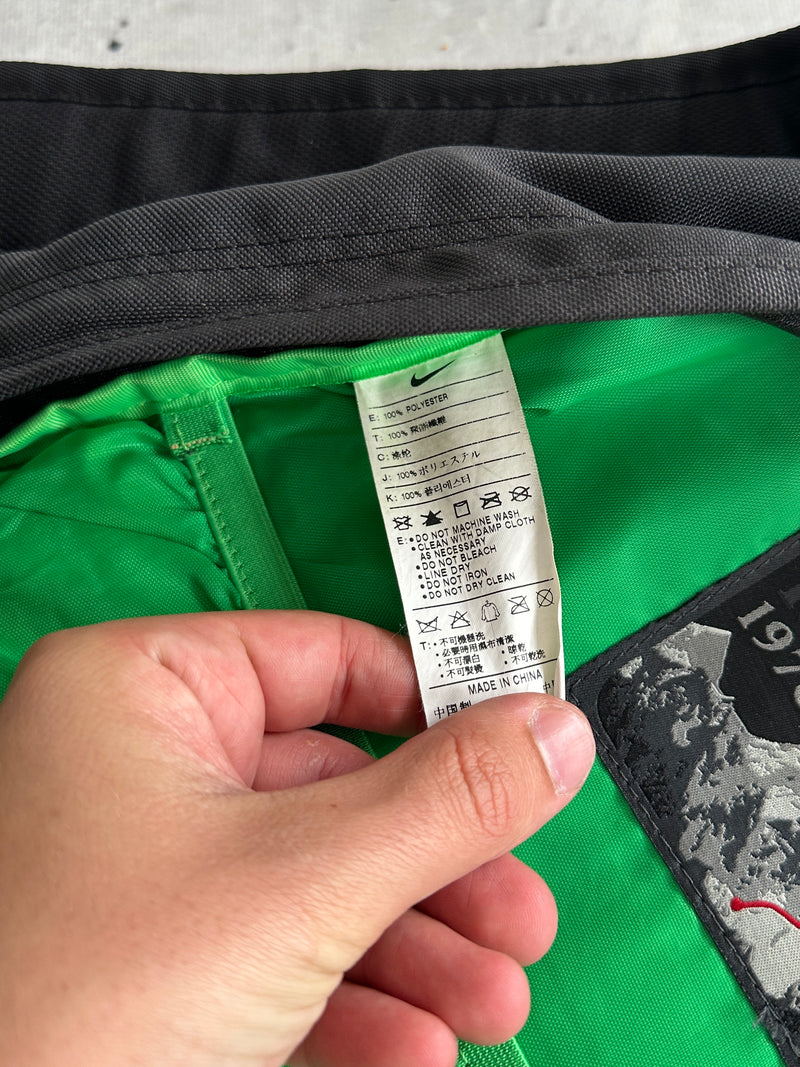 E: 100% POLYESTER
T: 100% 聚酯纖維
C: 涤纶
J: 100% ポリエステル
K: 100% 폴리에스터
E: • DO NOT MACHINE WASH
• CLEAN WITH DAMP CLOTH
AS NECESSARY
• DO NOT BLEACH
• LINE DRY
• DO NOT IRON
• DO NOT DRY CLEAN
T: • 不可機器洗
• 必要時用濕布清潔
• 不可漂白 • 晾乾
• 不可熨燙 • 不可乾洗
MADE IN CHINA
中国制
197